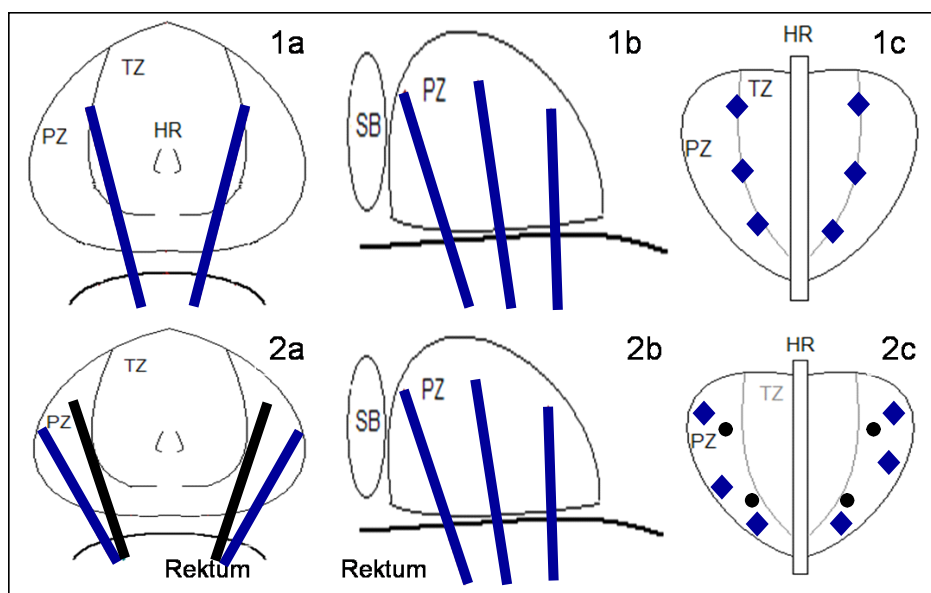 1a
TZ
PZ
HR
1b
PZ
SB
HR
1c
TZ
PZ
2a
TZ
PZ
Rektum
2b
PZ
SB
Rektum
HR
2c
TZ
PZ